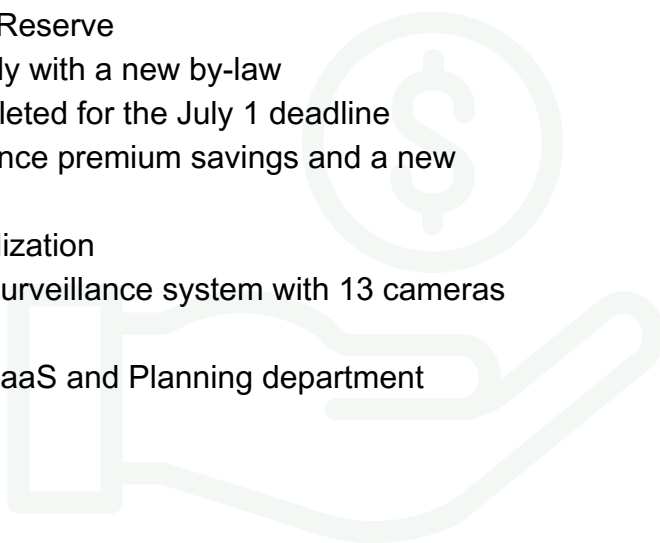 Reserve
ly with a new by-law
leted for the July 1 deadline
nce premium savings and a new
lization
urveillance system with 13 cameras
aaS and Planning department